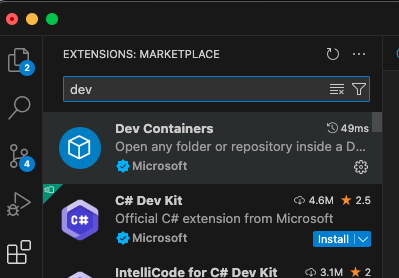 EXTENSIONS: MARKETPLACE
2
dev
Dev Containers 49ms
Open any folder or repository inside a D...
Microsoft
4
C# Dev Kit 4.6M 2.5
Official C# extension from Microsoft
C#
Microsoft Install
IntelliCode for C# Dev Kit 3.1M 2